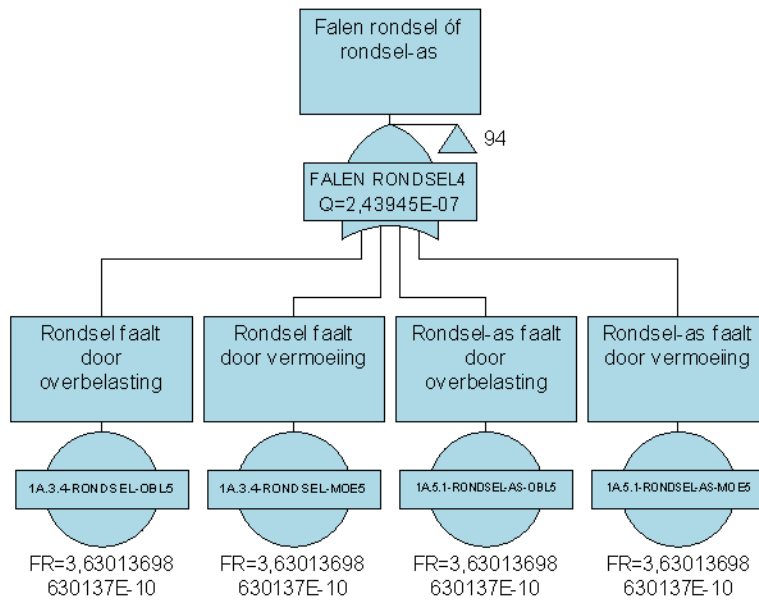 Falen rondsel óf
rondsel-as
94
FALEN RONDSEL4
Q=2,43945E-07
Rondsel faalt
door
overbelasting
Rondsel faalt
door vermoeiing
Rondsel-as faalt
door
overbelasting
Rondsel-as faalt
door vermoeiing
1A.3.4-RONDSEL-OBL5
1A.3.4-RONDSEL-MOE5
1A.5.1-RONDSEL-AS-OBL5
1A.5.1-RONDSEL-AS-MOE5
FR=3,63013698
630137E-10
FR=3,63013698
630137E-10
FR=3,63013698
630137E-10
FR=3,63013698
630137E-10